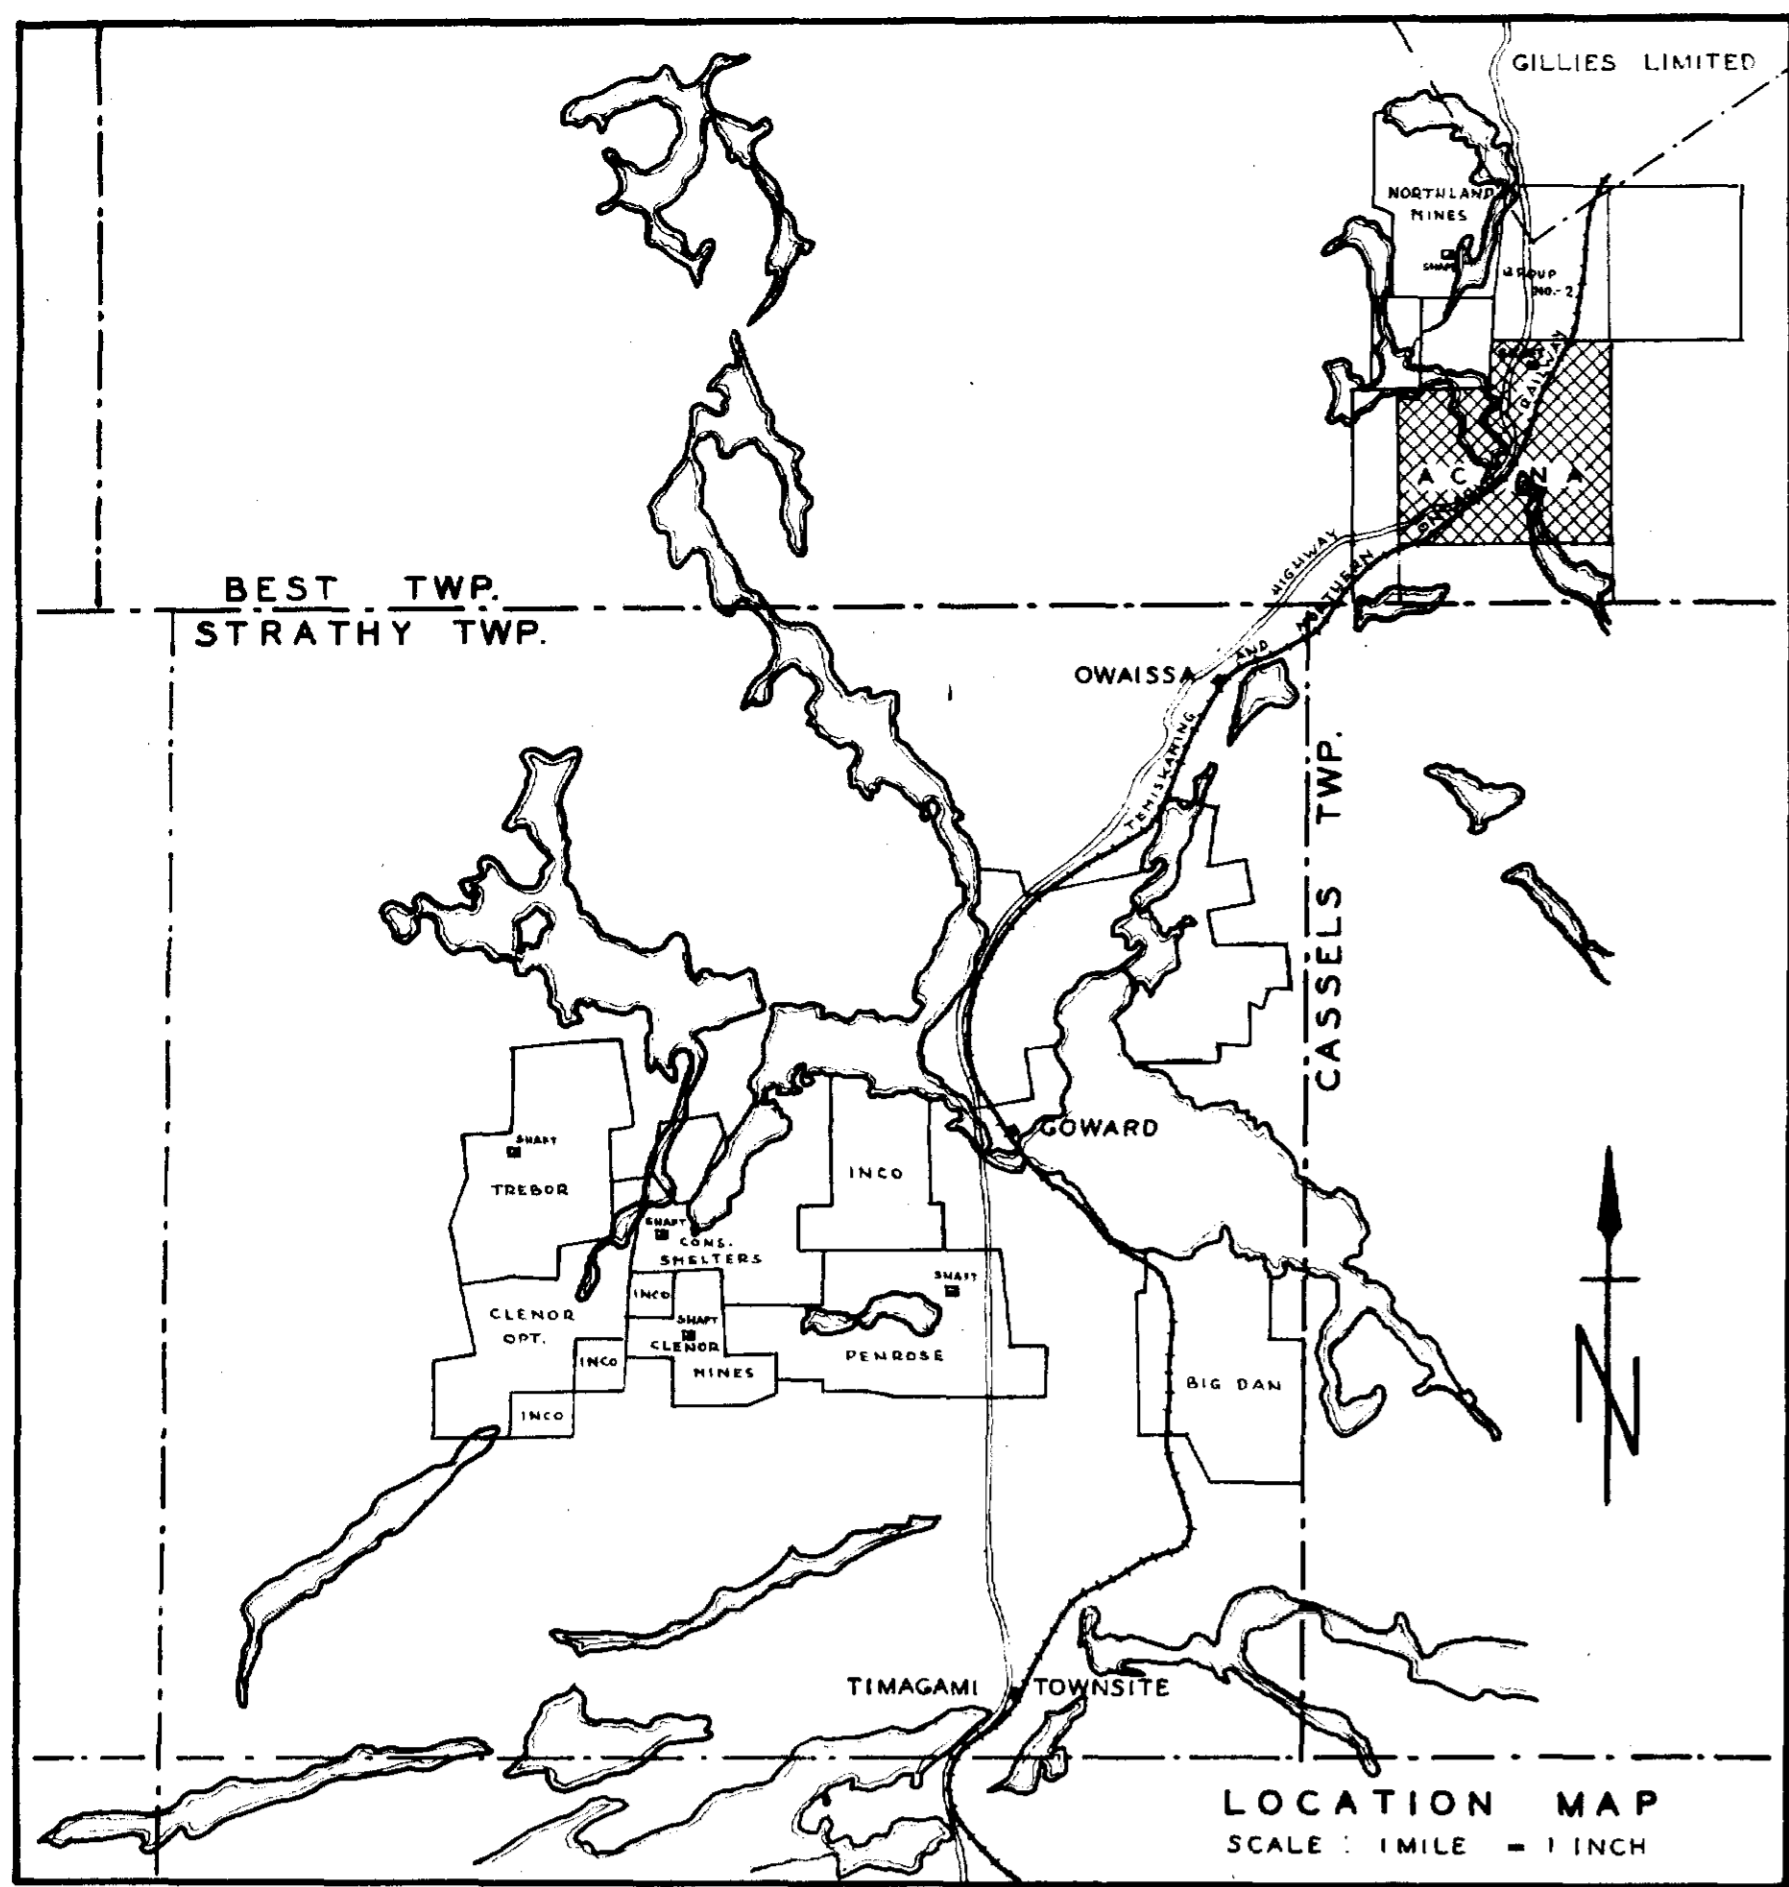 GILLIES LIMITED
NORTHLAND
MINES
SHAFT
GROUP
NO.-2
RAILWAY
A C N A
HIGHWAY
NORTHERN
AND
BEST TWP.
STRATHY TWP.
OWAISSA
TEMISKAMING
CASSELS TWP.
GOWARD
SHAFT
TREBOR
INCO
SHAFT
CONS.
SHELTERS
SHAFT
INCO
CLENOR
OPT.
SHAFT
CLENOR
MINES
INCO
PENROSE
BIG DAN
INCO
N
TIMAGAMI TOWNSITE
LOCATION MAP
SCALE : 1 MILE = 1 INCH